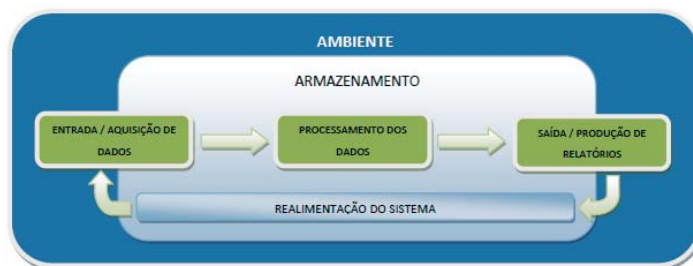 AMBIENTE
ARMAZENAMENTO
ENTRADA / AQUISIÇÃO DE
DADOS
PROCESSAMENTO DOS
DADOS
SAÍDA / PRODUÇÃO DE
RELATÓRIOS
REALIMENTAÇÃO DO SISTEMA